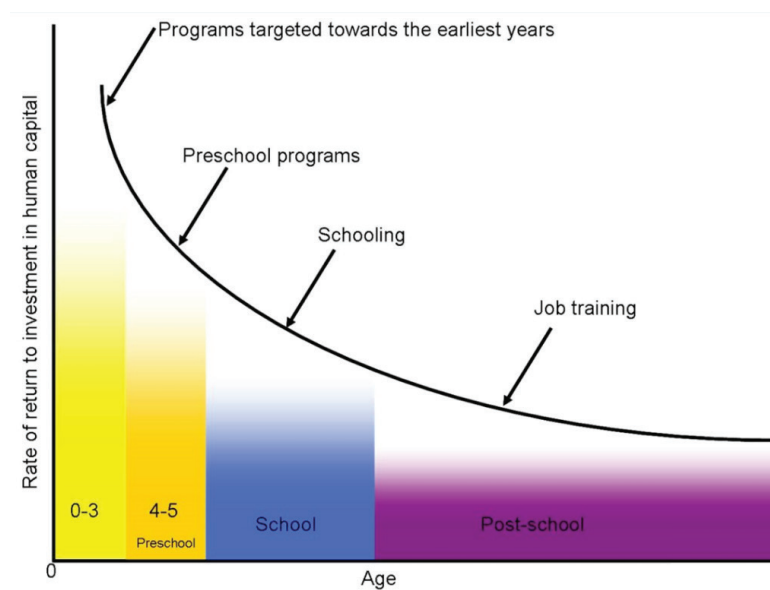 Programs targeted towards the earliest years
Preschool programs
Schooling
Job training
Rate of return to investment in human capital
0-3
4-5
Preschool
School
Post-school
0
Age